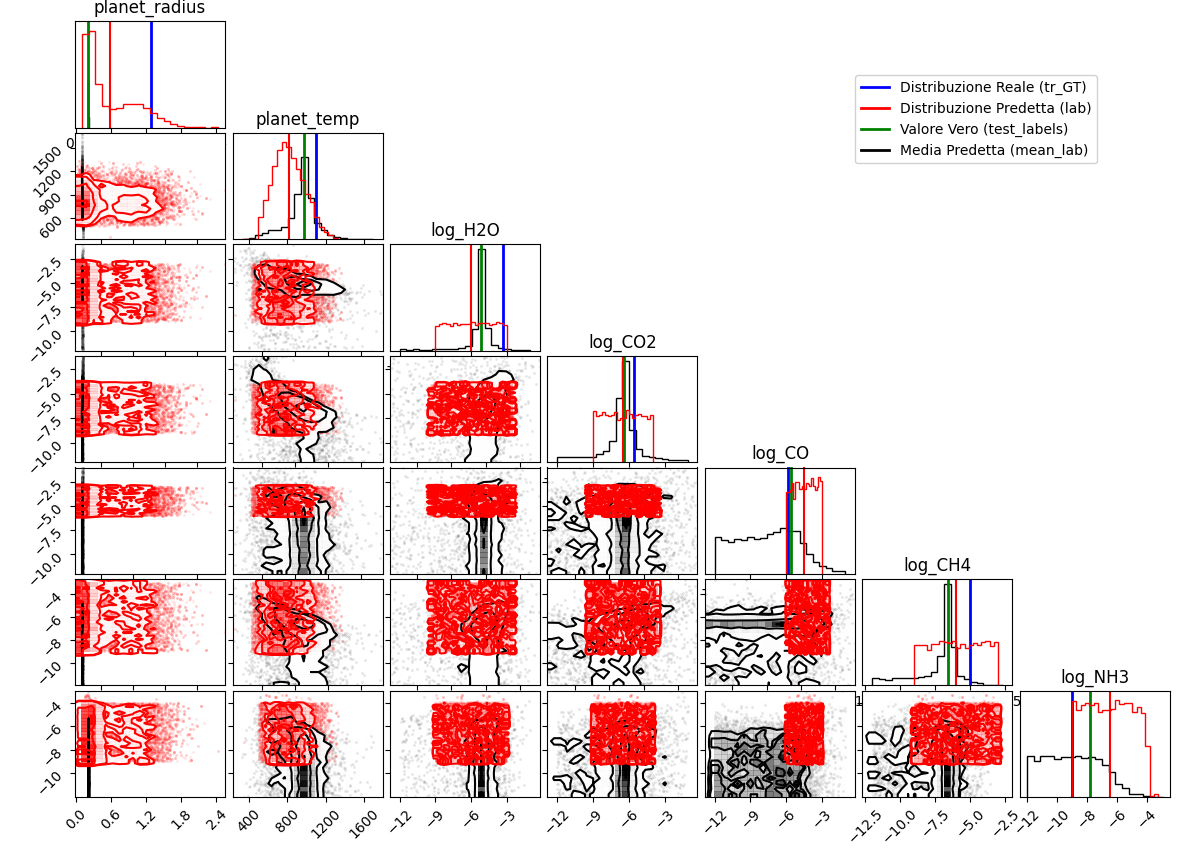 planet_radius
planet_temp
log_H2O
log_CO2
log_CO
log_CH4
log_NH3
Distribuzione Reale (tr_GT)
Distribuzione Predetta (lab)
Valore Vero (test_labels)
Media Predetta (mean_lab)
1500
1200
900
600
−2.5
−5.0
−7.5
−10.0
−2.5
−5.0
−7.5
−10.0
−2.5
−5.0
−7.5
−10.0
−4
−6
−8
−10
−4
−6
−8
−10
0.0 0.6 1.2 1.8 2.4
400 800 1200 1600
−12 −9 −6 −3
−12 −9 −6 −3
−12 −9 −6 −3
−12.5 −10.0 −7.5 −5.0 −2.5
−12 −10 −8 −6 −4